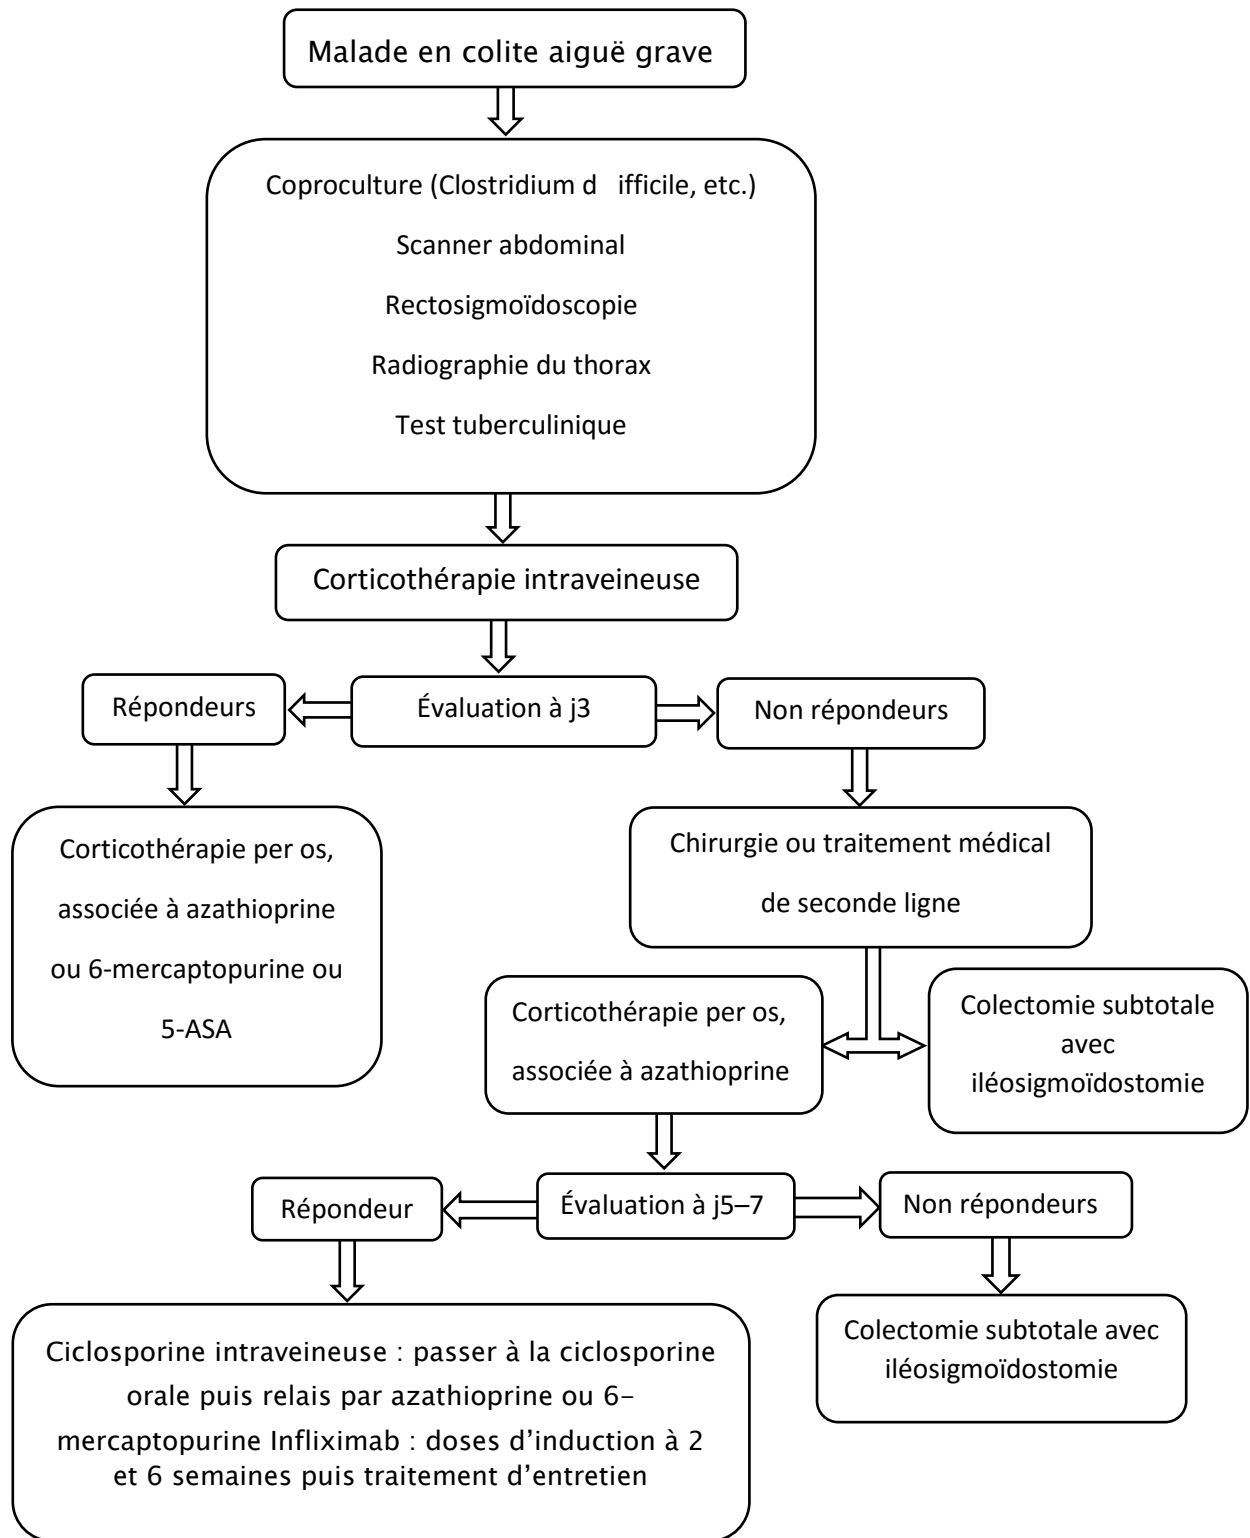 Malade en colite aiguë grave
Coproculture (Clostridium d ifficile, etc.)
Scanner abdominal
Rectosigmoïdoscopie
Radiographie du thorax
Test tuberculinique
Corticothérapie intraveineuse
Répondeurs
Évaluation à j3
Non répondeurs
Corticothérapie per os,
associée à azathioprine
ou 6-mercaptopurine ou
5-ASA
Chirurgie ou traitement médical
de seconde ligne
Corticothérapie per os,
associée à azathioprine
Colectomie subtotale
avec
iléosigmoïdostomie
Répondeur
Évaluation à j5–7
Non répondeurs
Ciclosporine intraveineuse : passer à la ciclosporine
orale puis relais par azathioprine ou 6-
mercaptopurine Infliximab : doses d’induction à 2
et 6 semaines puis traitement d’entretien
Colectomie subtotale avec
iléosigmoïdostomie